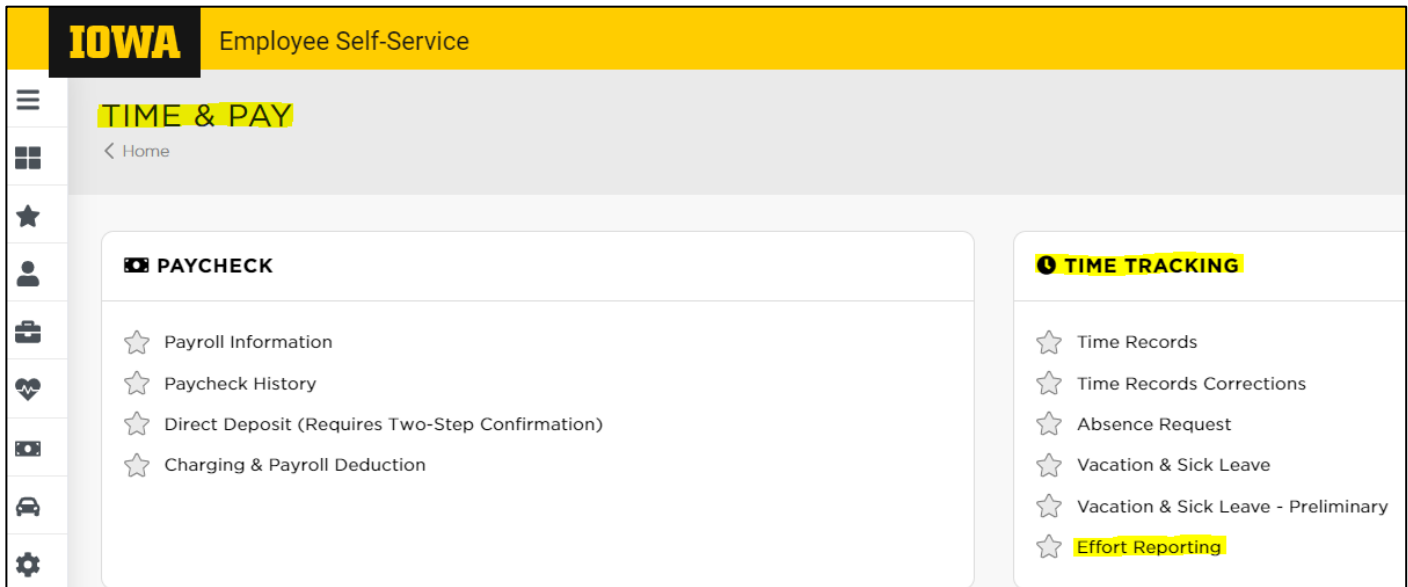 IOWA Employee Self-Service
TIME & PAY
Home
PAYCHECK
Payroll Information
Paycheck History
Direct Deposit (Requires Two-Step Confirmation)
Charging & Payroll Deduction
TIME TRACKING
Time Records
Time Records Corrections
Absence Request
Vacation & Sick Leave
Vacation & Sick Leave - Preliminary
Effort Reporting